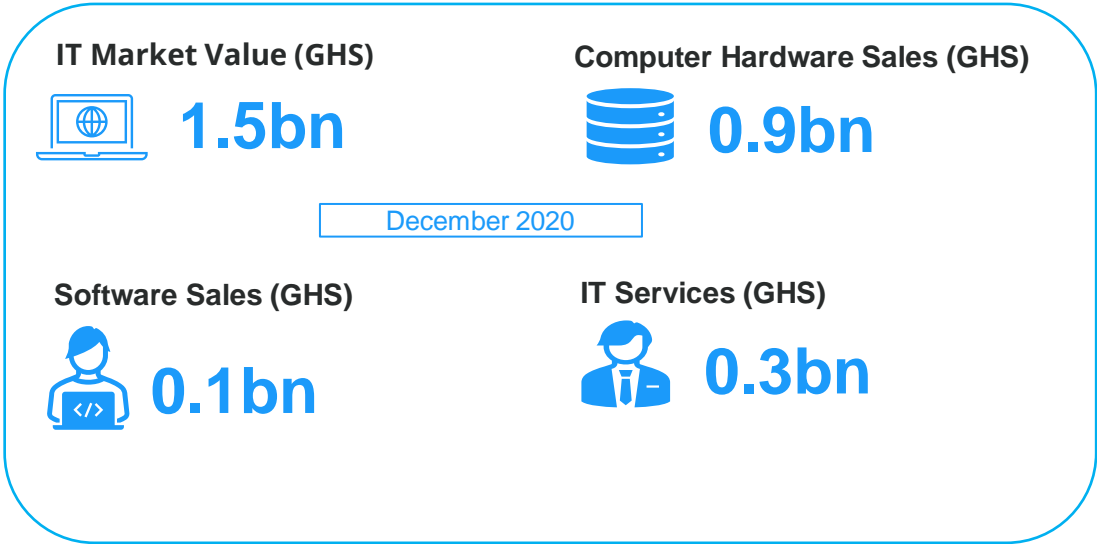 IT Market Value (GHS)
1.5bn
Computer Hardware Sales (GHS)
0.9bn
December 2020
Software Sales (GHS)
</>
0.1bn
IT Services (GHS)
0.3bn